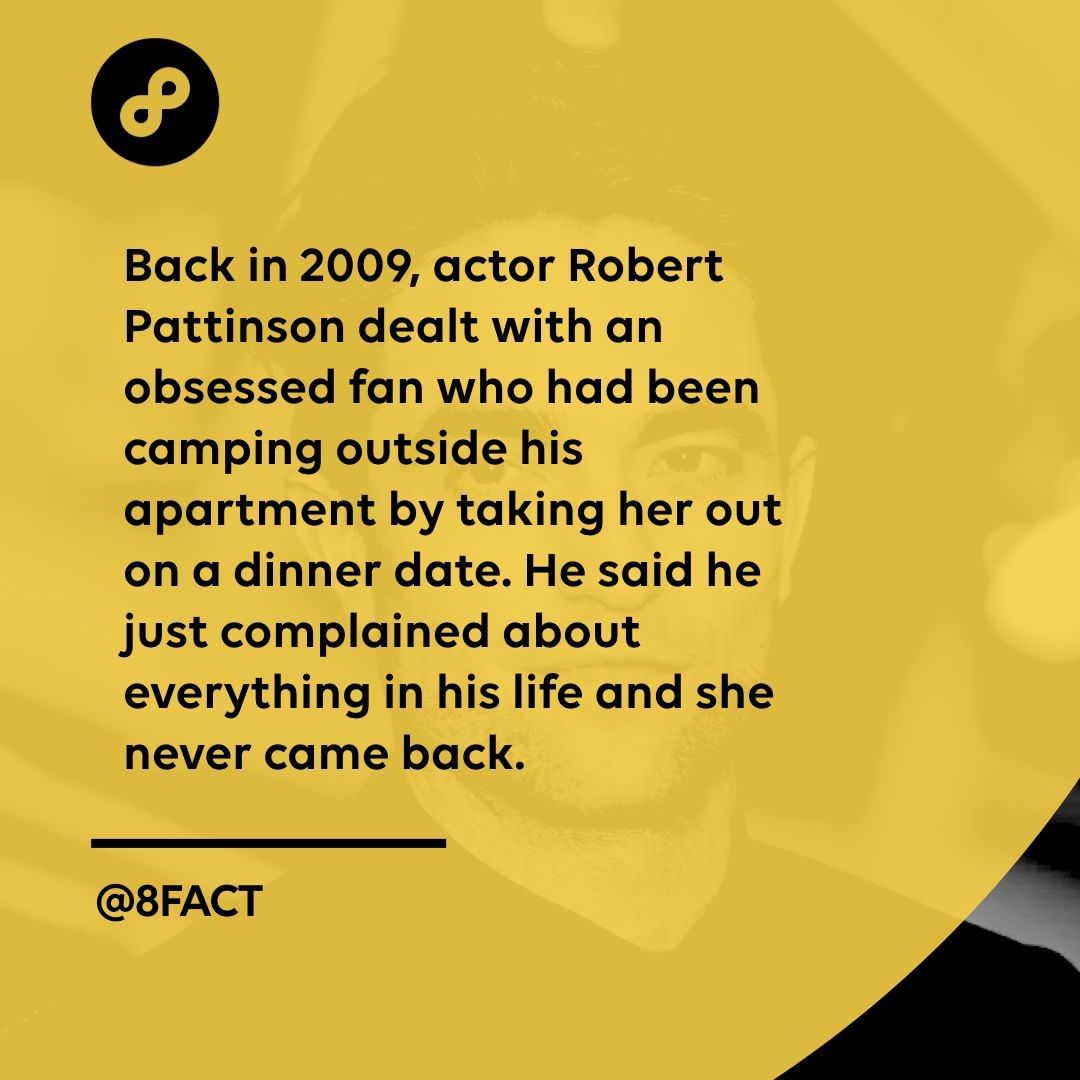 Back in 2009, actor Robert
Pattinson dealt with an
obsessed fan who had been
camping outside his
apartment by taking her out
on a dinner date. He said he
just complained about
everything in his life and she
never came back.
@8FACT